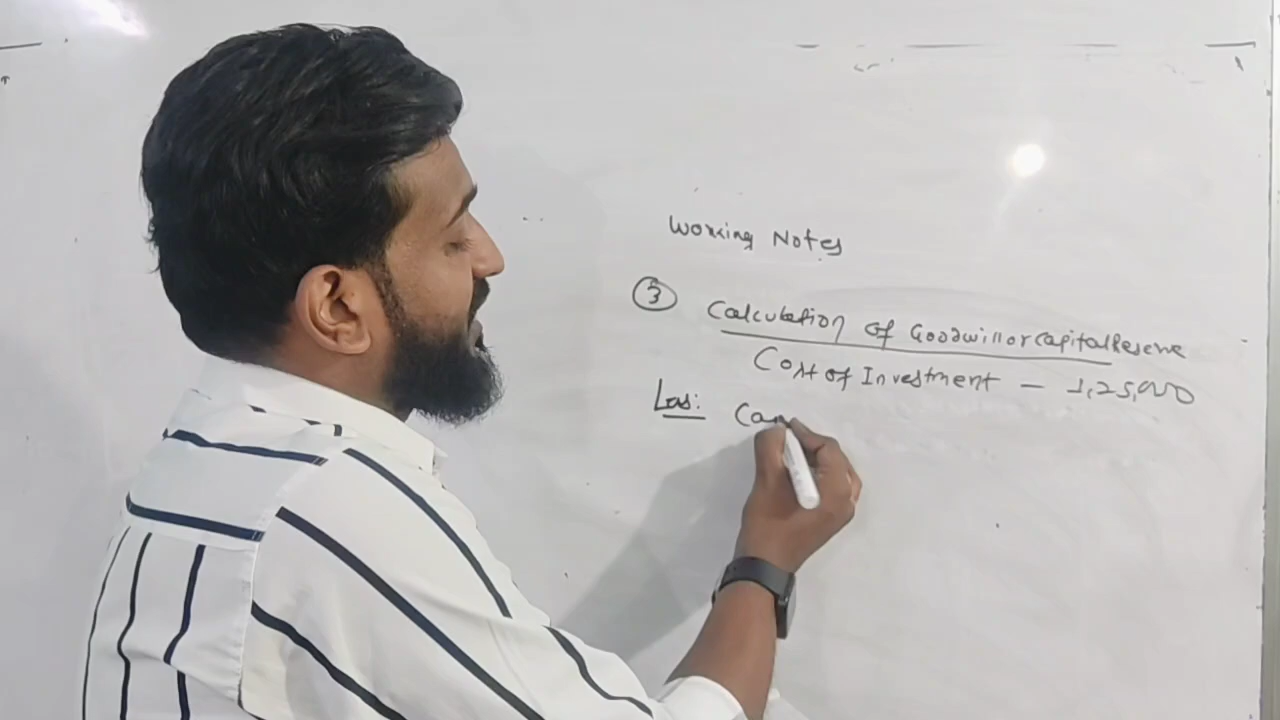 Working Notes
③ Calculation of Goodwill or capital Reserve
Cost of Investment – 1,25,000
Less: Cap